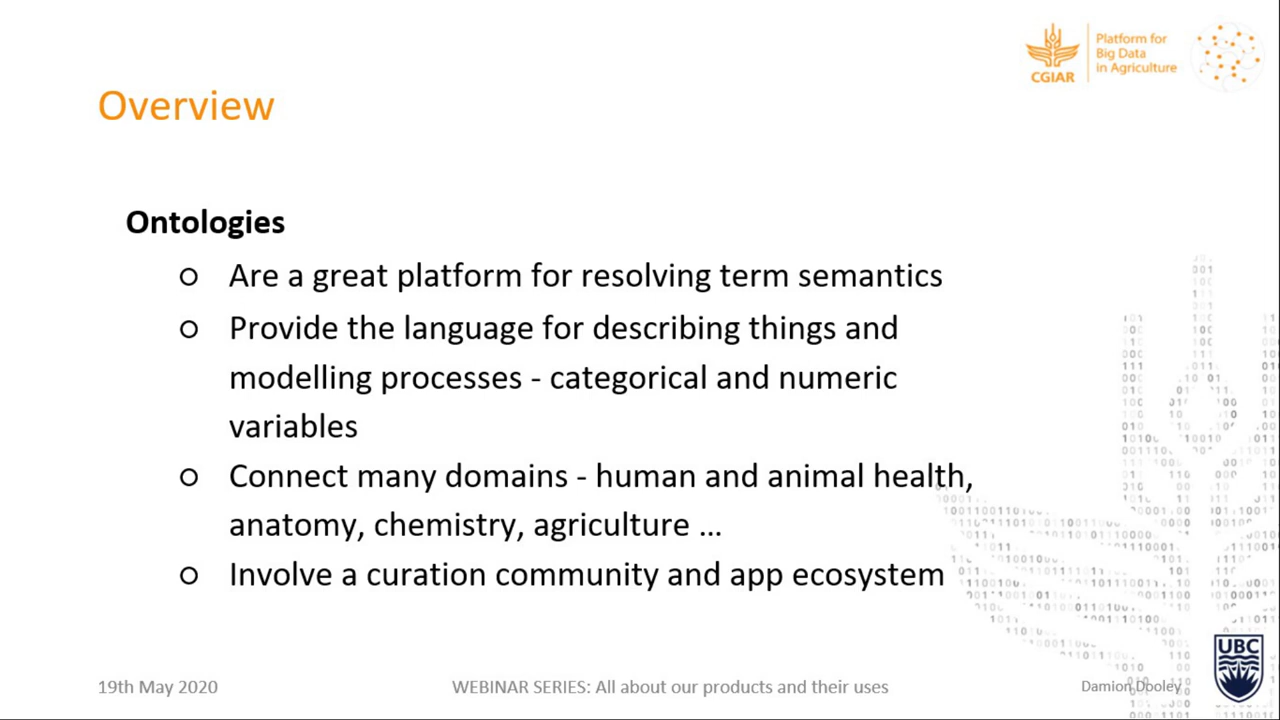 CGIAR
Platform for
Big Data
in Agriculture
Overview
Ontologies
○ Are a great platform for resolving term semantics
○ Provide the language for describing things and
modelling processes - categorical and numeric
variables
○ Connect many domains - human and animal health,
anatomy, chemistry, agriculture ...
○ Involve a curation community and app ecosystem
UBC
19th May 2020
WEBINAR SERIES: All about our products and their uses
Damion Dooley